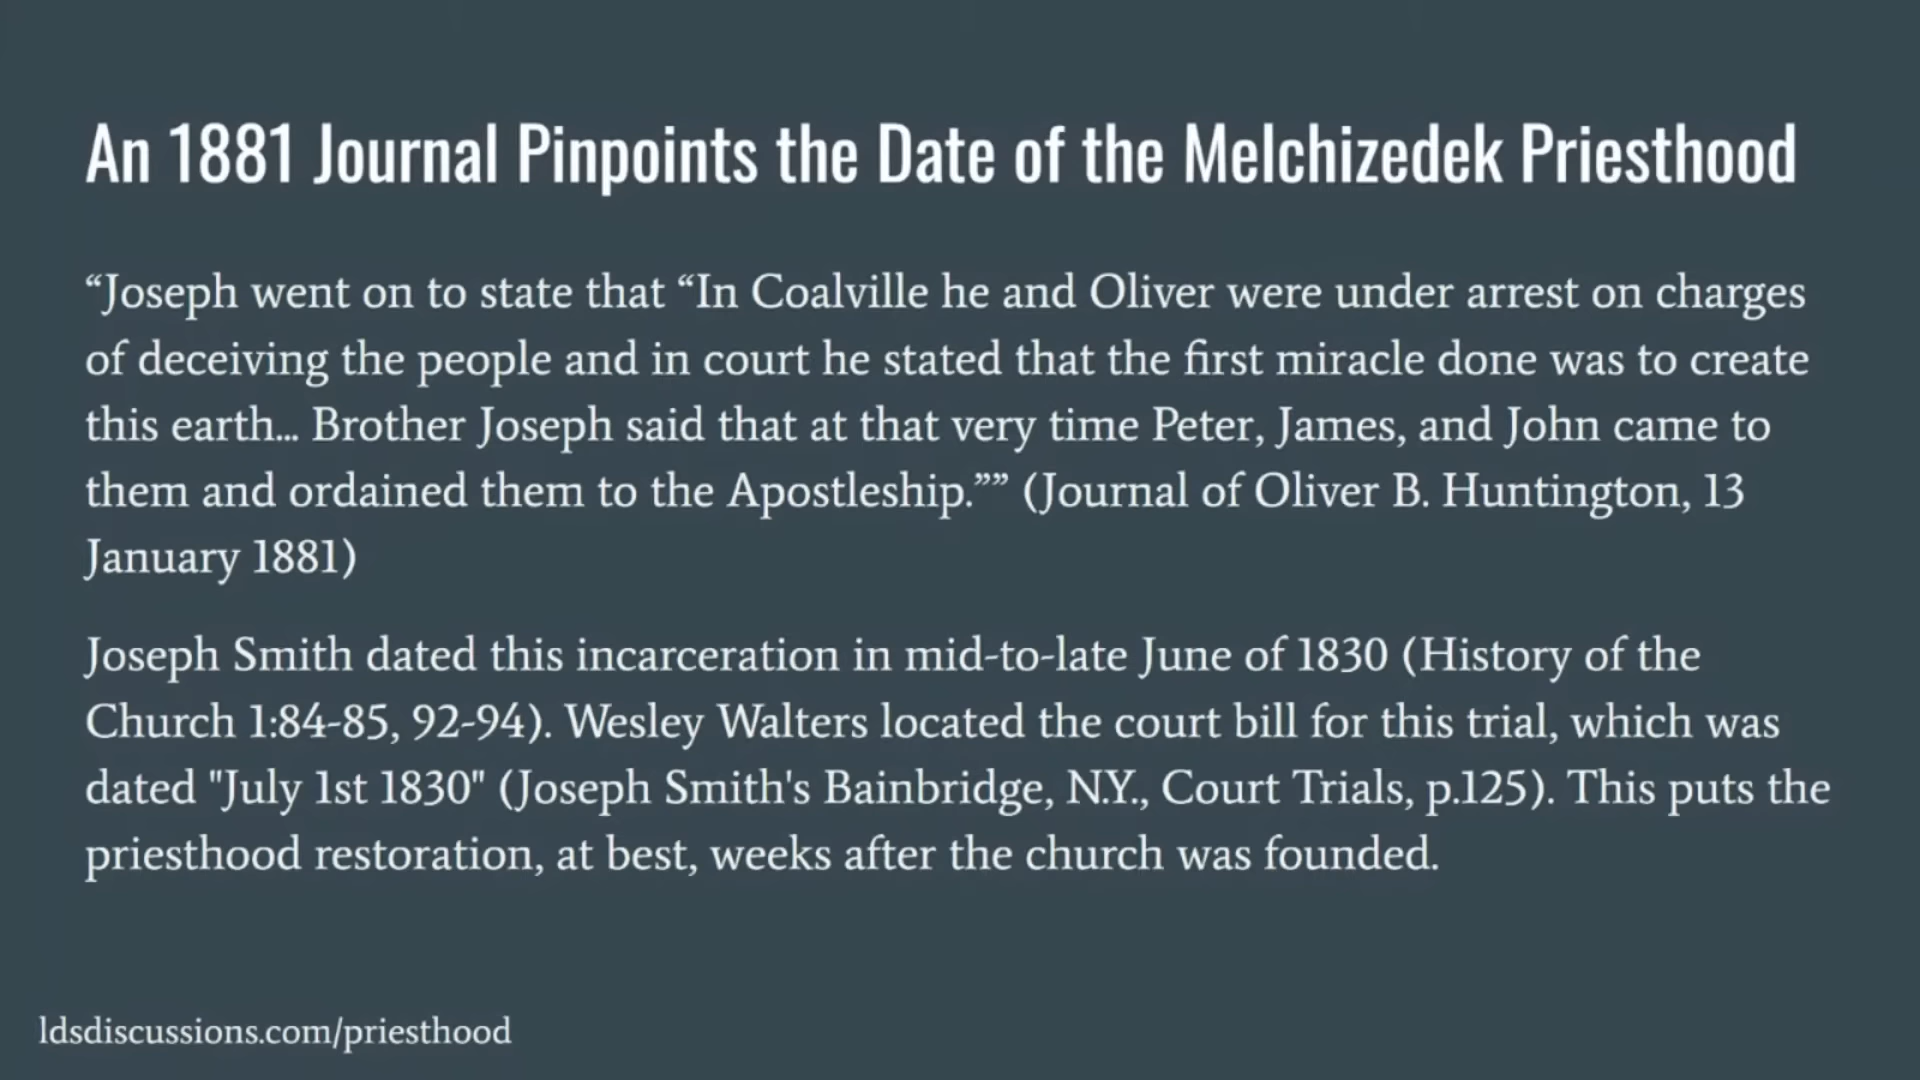 An 1881 Journal Pinpoints the Date of the Melchizedek Priesthood
“Joseph went on to state that “In Coalville he and Oliver were under arrest on charges
of deceiving the people and in court he stated that the first miracle done was to create
this earth... Brother Joseph said that at that very time Peter, James, and John came to
them and ordained them to the Apostleship.”” (Journal of Oliver B. Huntington, 13
January 1881)
Joseph Smith dated this incarceration in mid-to-late June of 1830 (History of the
Church 1:84-85, 92-94). Wesley Walters located the court bill for this trial, which was
dated "July 1st 1830" (Joseph Smith's Bainbridge, N.Y., Court Trials, p.125). This puts the
priesthood restoration, at best, weeks after the church was founded.
ldsdiscussions.com/priesthood